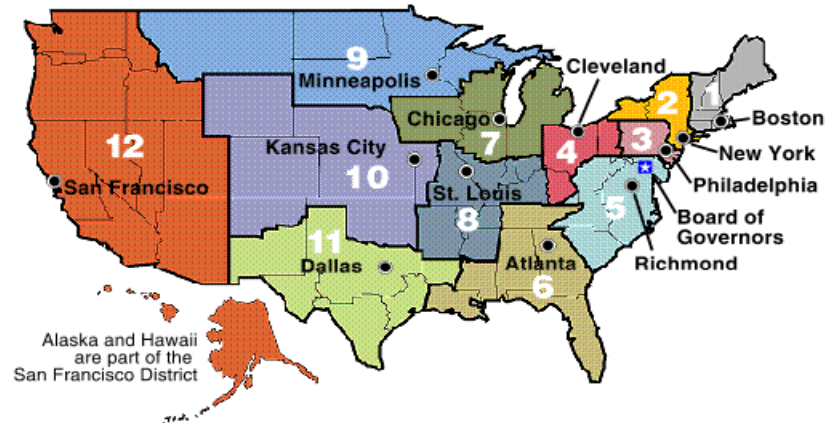 9
Minneapolis
Cleveland
2
1
Chicago
7
Boston
12
Kansas City
4
3
New York
10
San Francisco
St. Louis
Philadelphia
8
5
Board of
Governors
11
Dallas
Atlanta
Richmond
6
Alaska and Hawaii
are part of the
San Francisco District